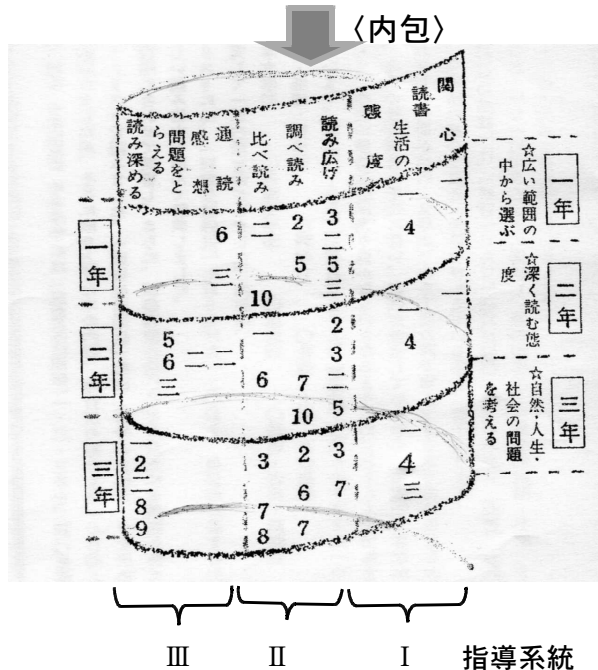 〈内包〉
関心
読書
生活の
態度
読み広げ
調べ読み
比べ読み
通読
感想
問題をと
らえる
読み深める
一年
☆広い範囲の
中から選ぶ
二年
☆深く読む態
度
三年
☆自然・人生・
社会の問題
を考える
一年
一
一 4
3 二 5 三
2 5
二 10
6 三
二年
一
一 4
2 3 二 5
7 10
一 6
二
二
5 6 三
三年
一 4 三
3 7
2 6 7
3 7 8
一 2 二 8 9
Ⅲ Ⅱ Ⅰ 指導系統